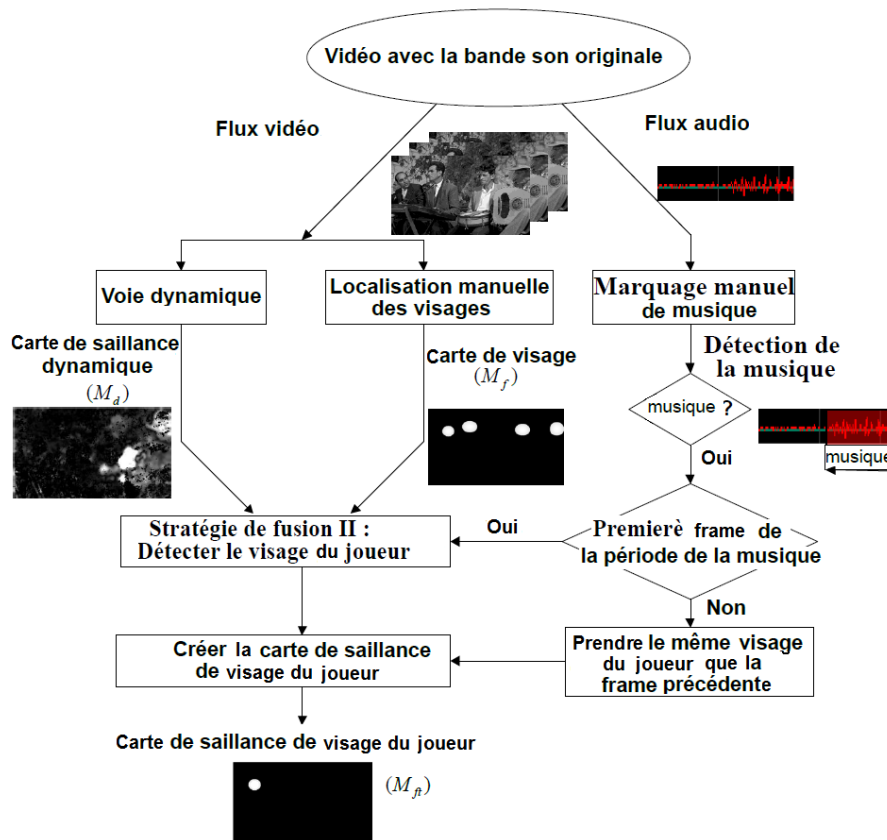 Vidéo avec la bande son originale
Flux vidéo
Flux audio
Voie dynamique
Localisation manuelle
des visages
Marquage manuel
de musique
Carte de saillance
dynamique
(M_d)
Carte de visage
(M_f)
Détection de
la musique
musique ?
musique
Oui
Stratégie de fusion II :
Détecter le visage du joueur
Oui
Premierè frame de
la période de la musique
Non
Créer la carte de saillance
de visage du joueur
Prendre le même visage
du joueur que la
frame précédente
Carte de saillance de visage du joueur
(M_ft)